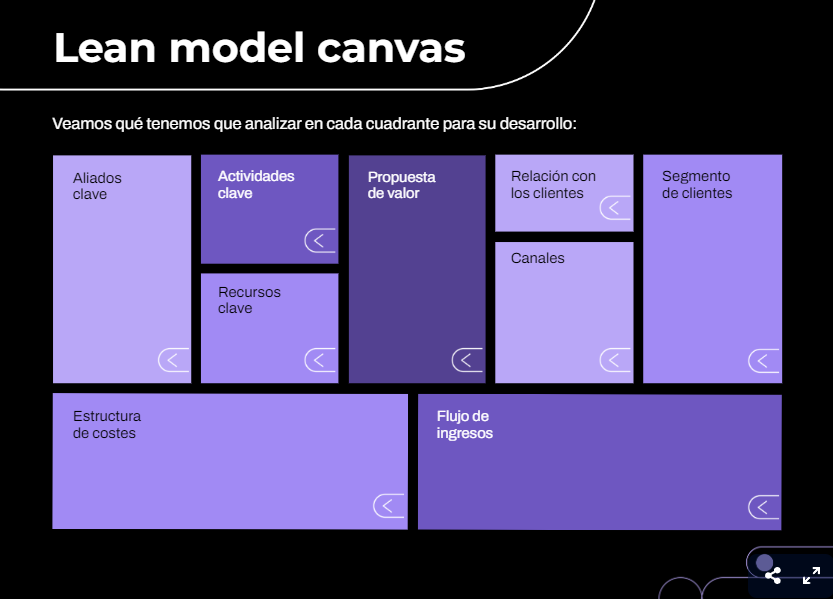 Lean model canvas
Veamos qué tenemos que analizar en cada cuadrante para su desarrollo:
Aliados
clave
Actividades
clave
Recursos
clave
Propuesta
de valor
Relación con
los clientes
Canales
Segmento
de clientes
Estructura
de costes
Flujo de
ingresos